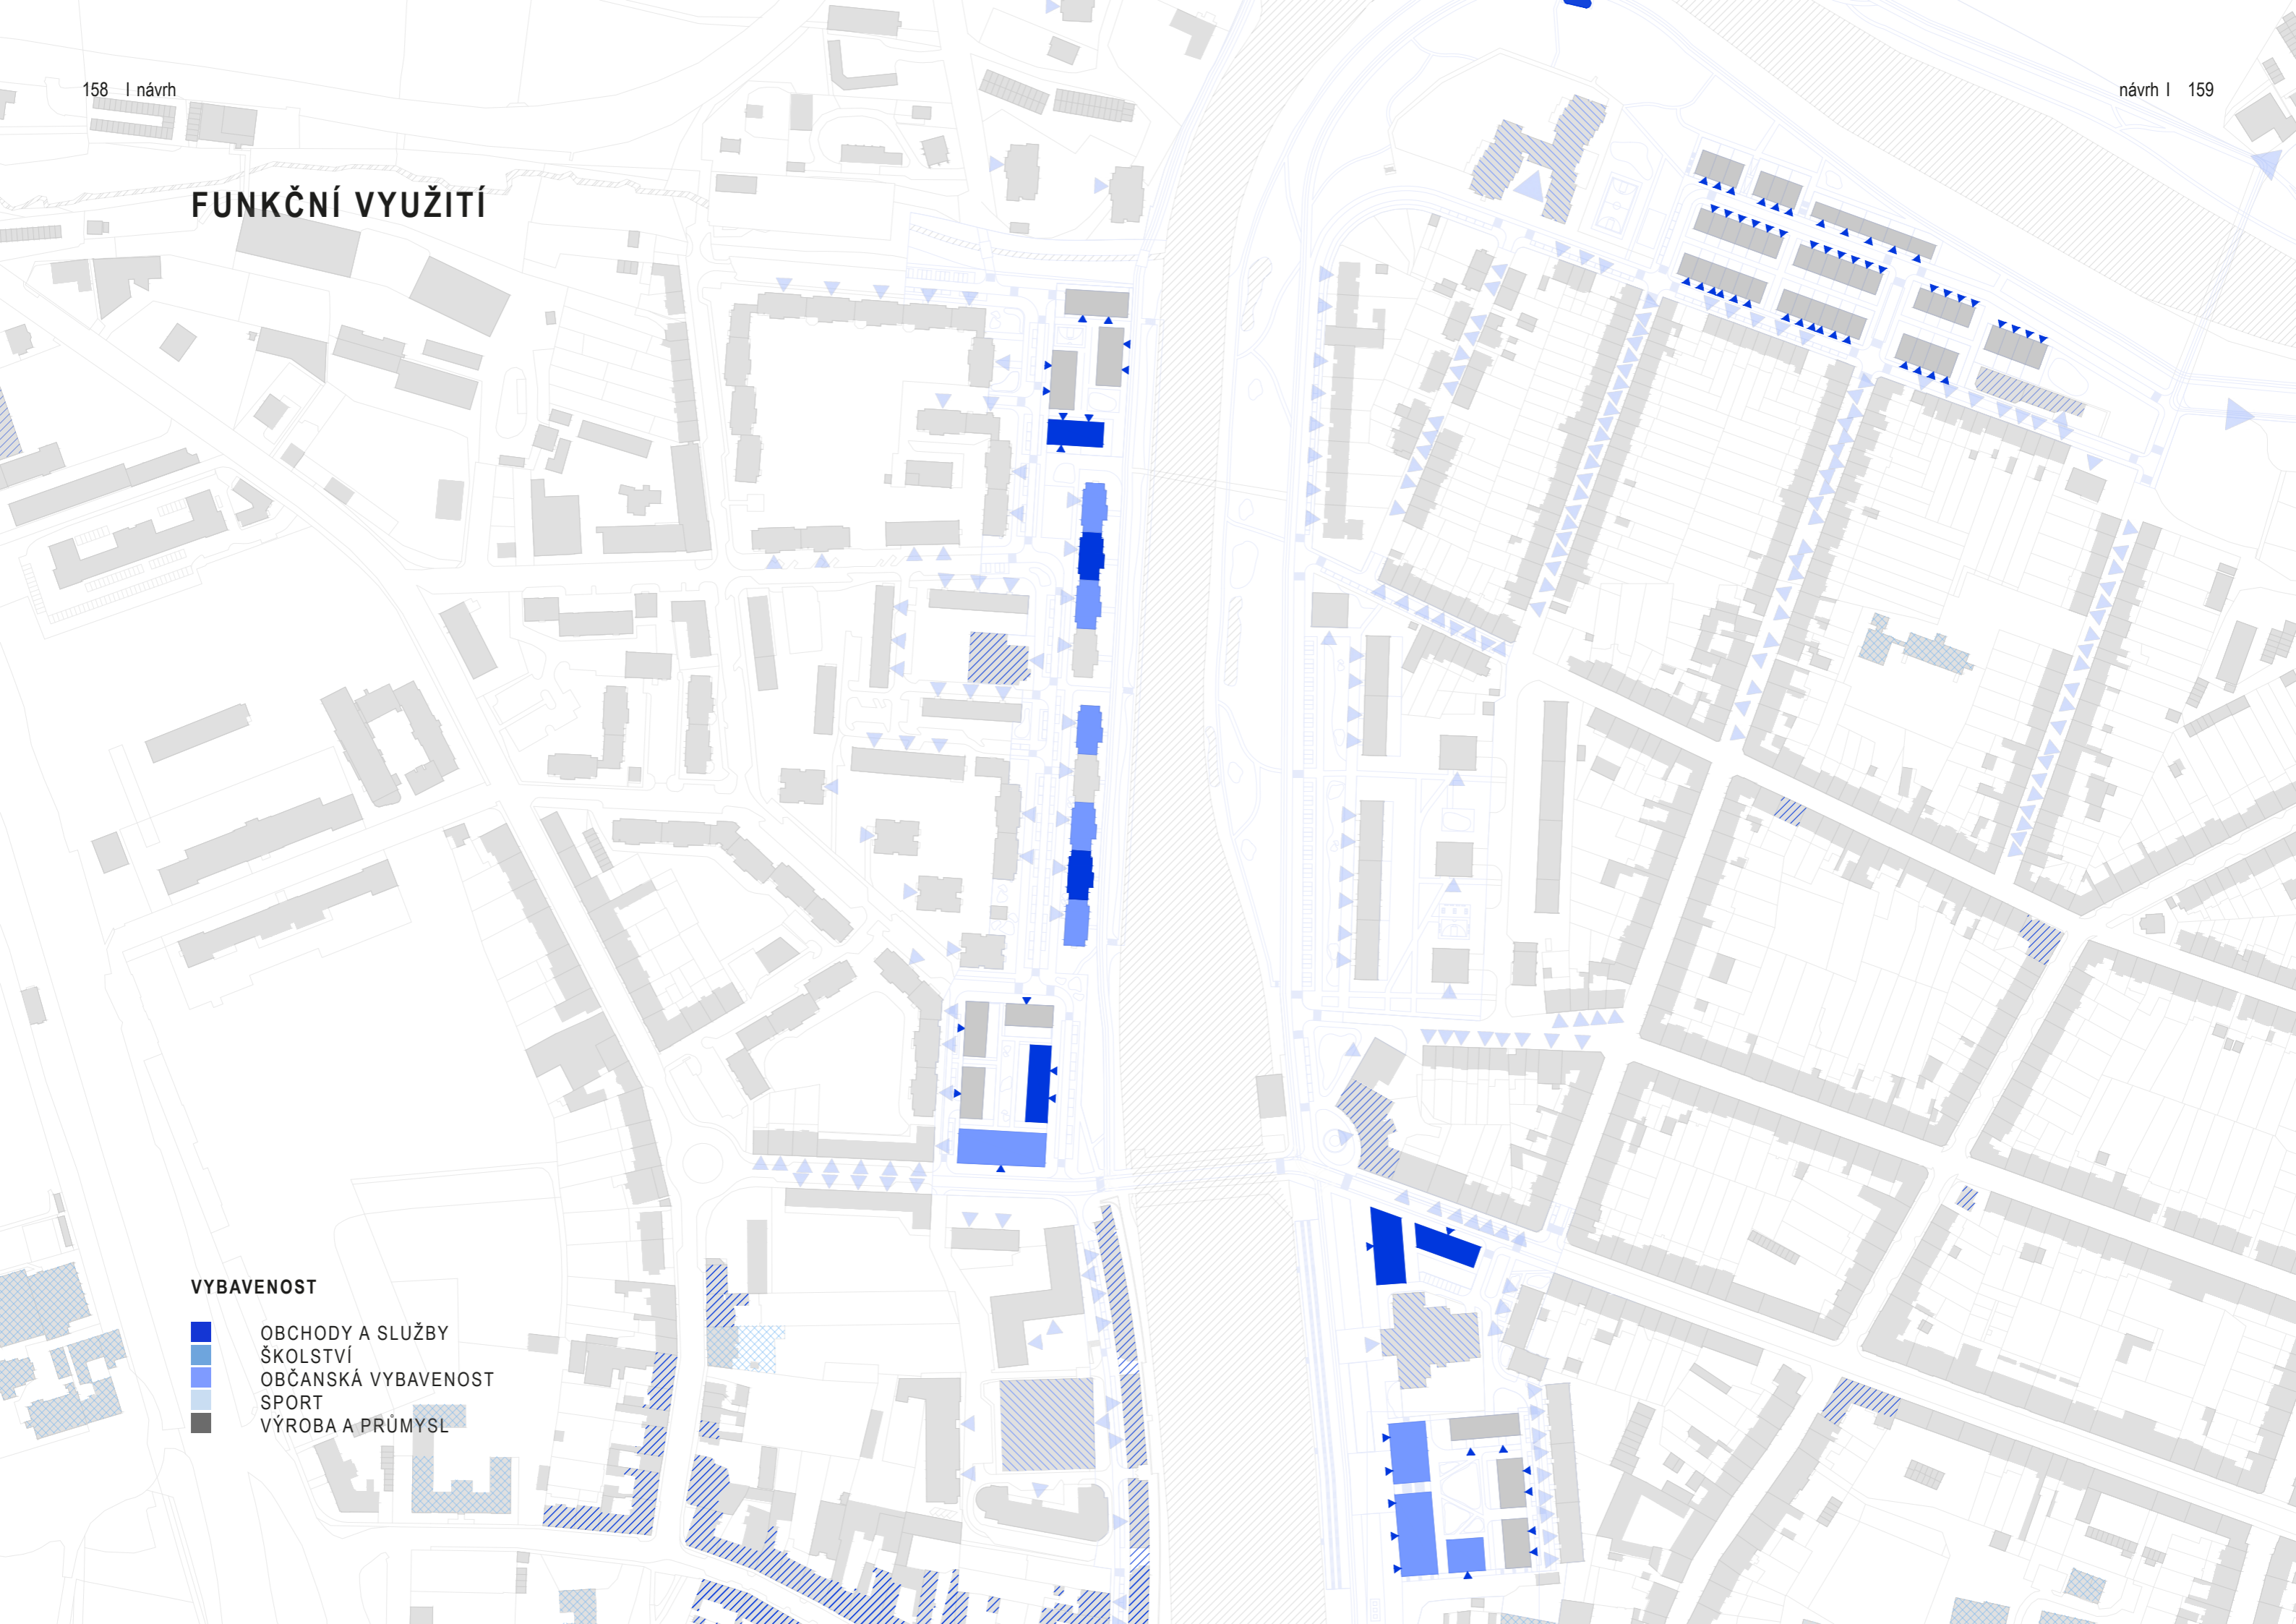 158 I návrh
návrh I 159
FUNKČNÍ VYUŽITÍ
VYBAVENOST
OBCHODY A SLUŽBY
ŠKOLSTVÍ
OBČANSKÁ VYBAVENOST
SPORT
VÝROBA A PRŮMYSL